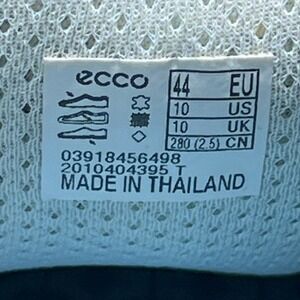 ecco 44 EU
10 US
10 UK
280 (2.5) CN
03918456498
2010404395 T
MADE IN THAILAND